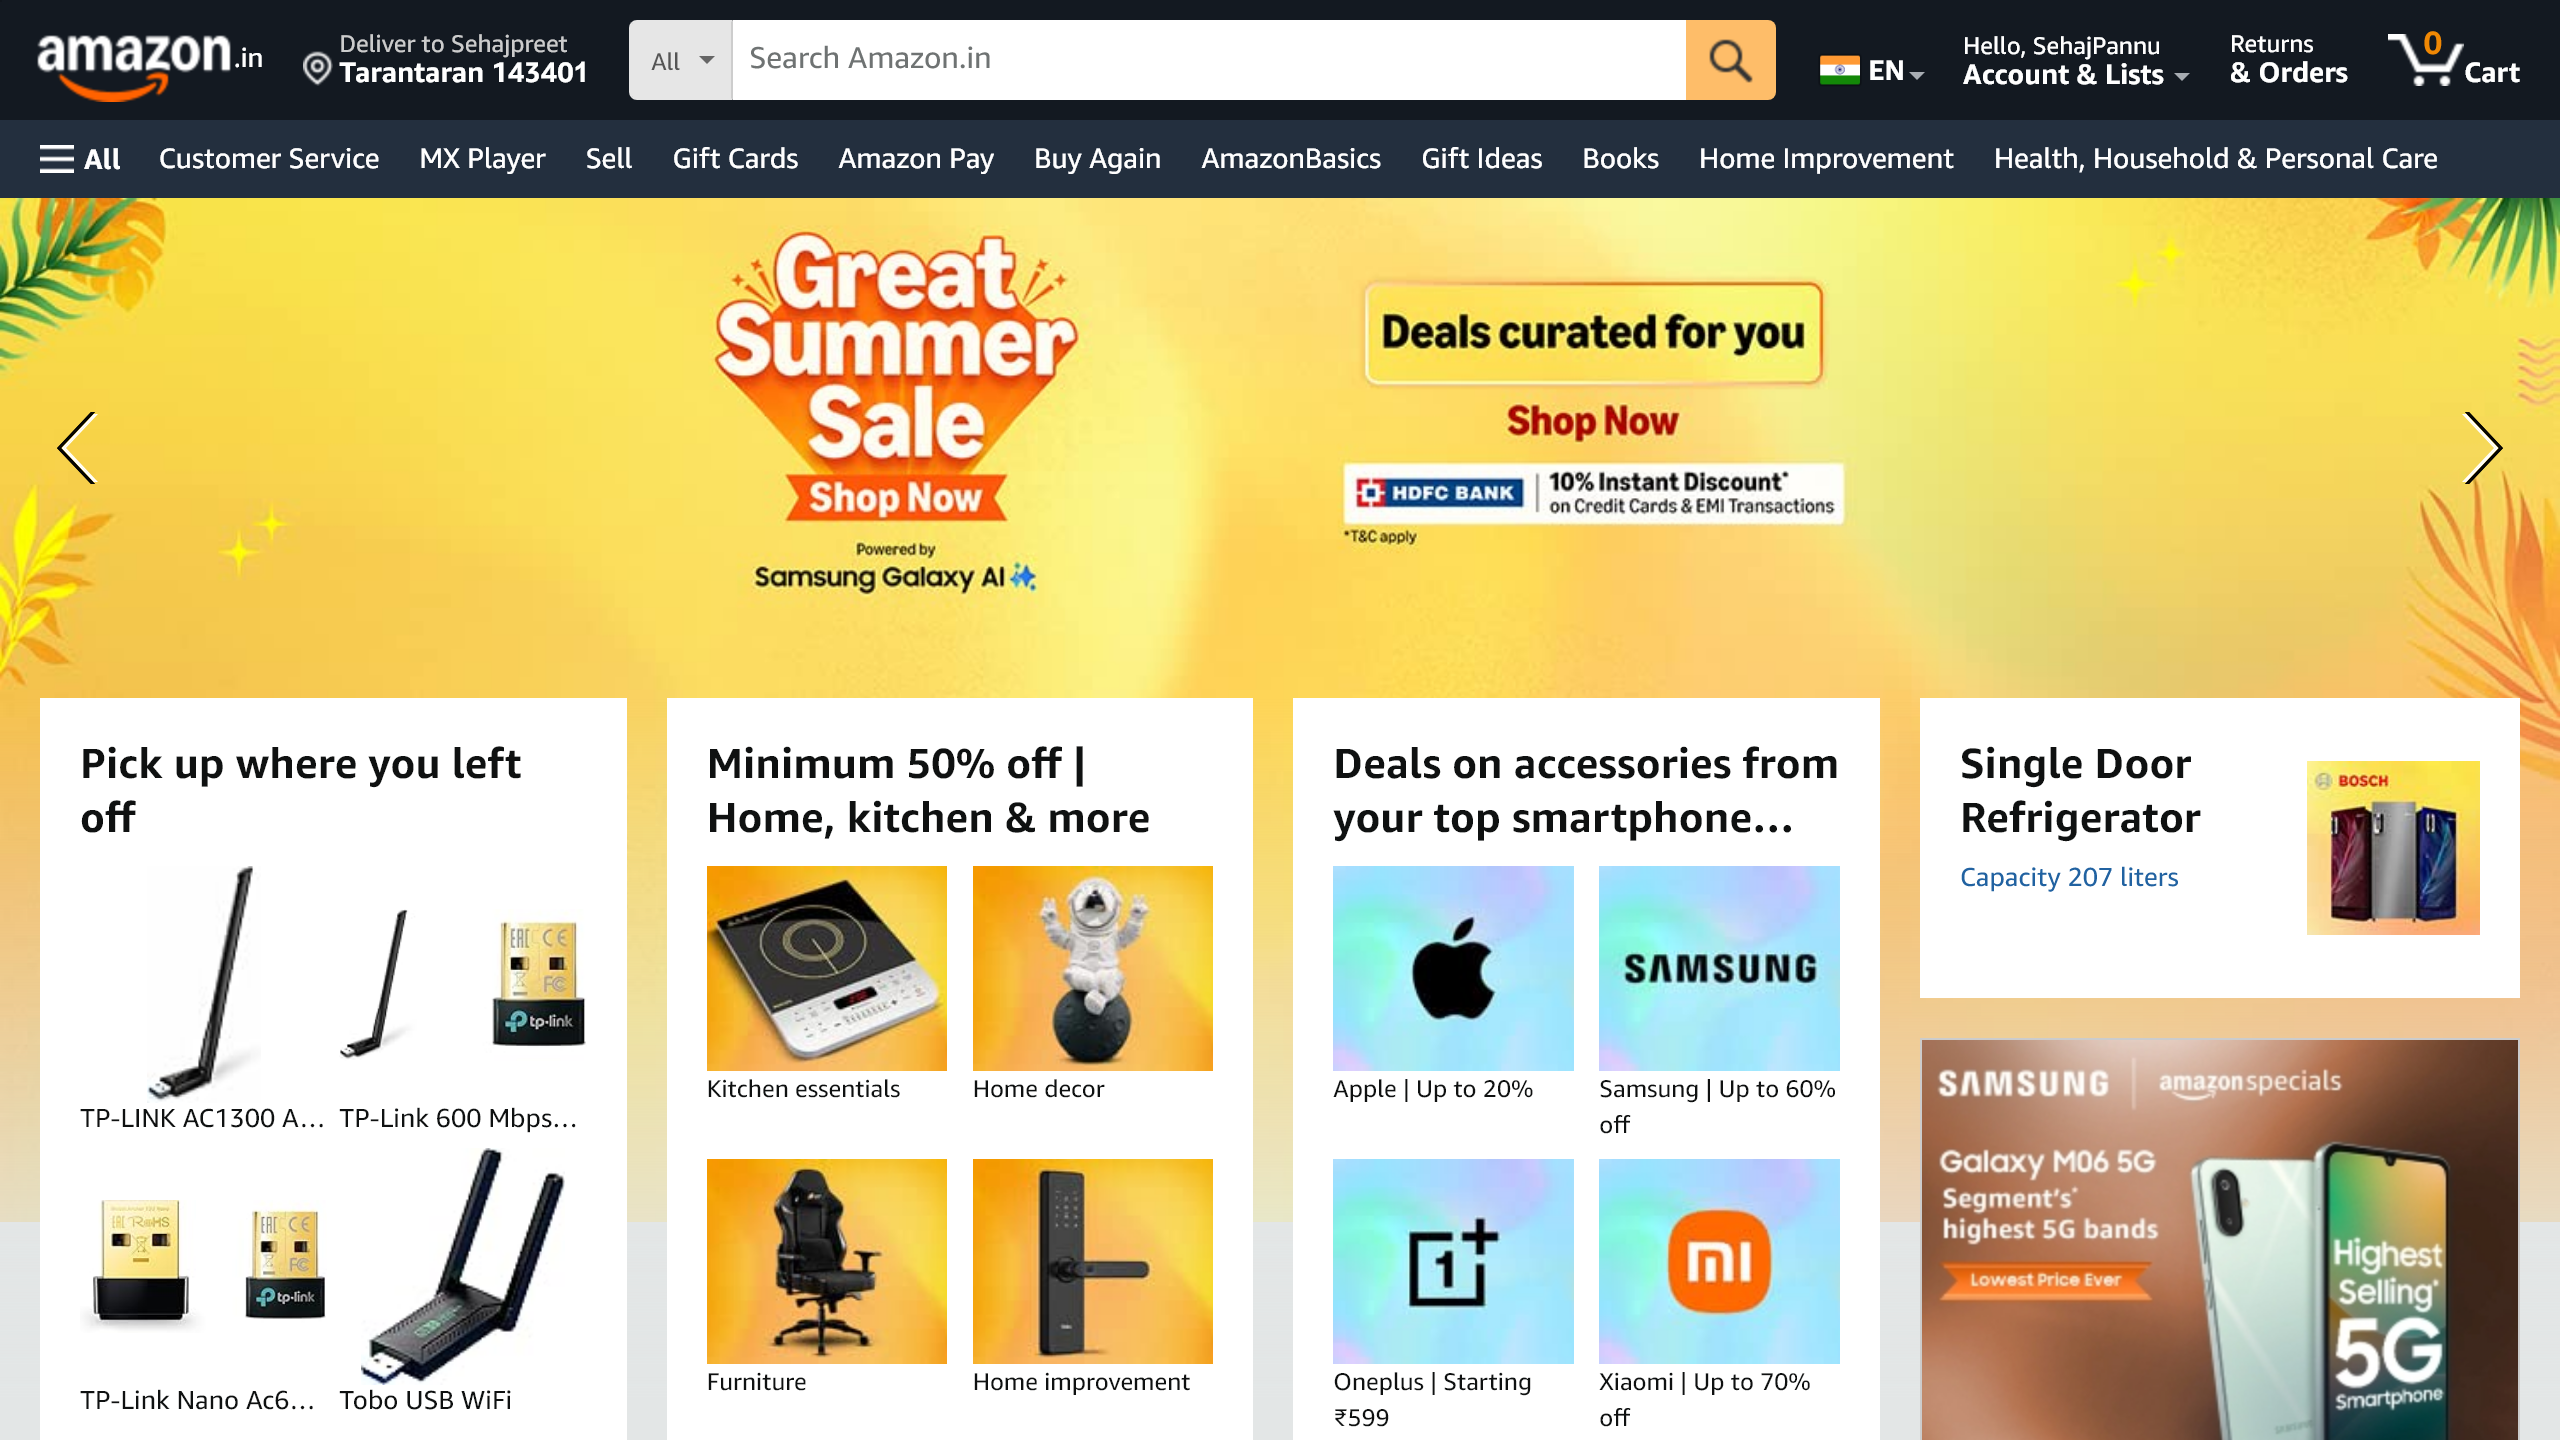 amazon.in
Deliver to Sehajpreet
Tarantaran 143401
All
Search Amazon.in
EN
Hello, SehajPannu
Account & Lists
Returns
& Orders
0
Cart
All
Customer Service
MX Player
Sell
Gift Cards
Amazon Pay
Buy Again
AmazonBasics
Gift Ideas
Books
Home Improvement
Health, Household & Personal Care
Great
Summer
Sale
Shop Now
Powered by
Samsung Galaxy AI
Deals curated for you
Shop Now
HDFC BANK
10% Instant Discount*
on Credit Cards & EMI Transactions
*T&C apply
Pick up where you left
off
tp-link
TP-LINK AC1300 A...
TP-Link 600 Mbps...
tp-link
TP-Link Nano Ac6...
Tobo USB WiFi
Minimum 50% off |
Home, kitchen & more
Kitchen essentials
Home decor
Furniture
Home improvement
Deals on accessories from
your top smartphone...
SAMSUNG
Apple | Up to 20%
Samsung | Up to 60%
off
1+
mi
Oneplus | Starting
₹599
Xiaomi | Up to 70%
off
Single Door
Refrigerator
Capacity 207 liters
BOSCH
SAMSUNG
amazonspecials
Galaxy M06 5G
Segment's*
highest 5G bands
Lowest Price Ever
Highest
Selling*
5G
Smartphone